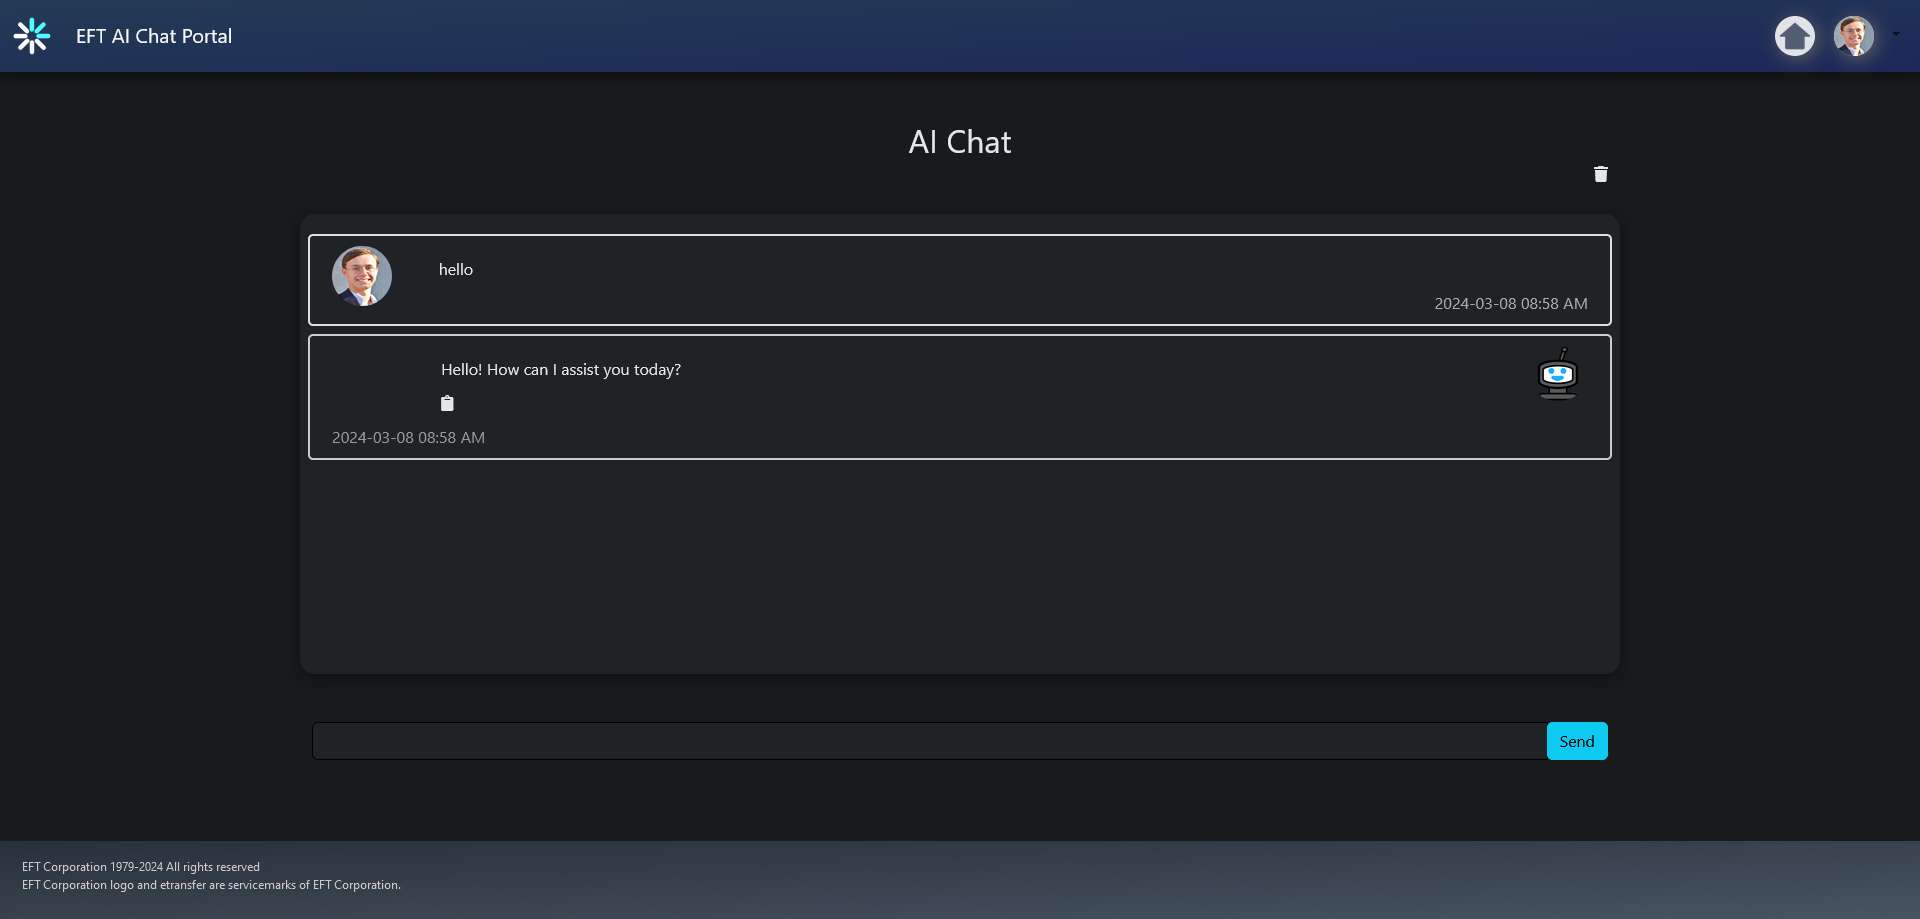 EFT AI Chat Portal
AI Chat
hello
2024-03-08 08:58 AM
Hello! How can I assist you today?
2024-03-08 08:58 AM
Send
EFT Corporation 1979-2024 All rights reserved
EFT Corporation logo and etransfer are servicemarks of EFT Corporation.